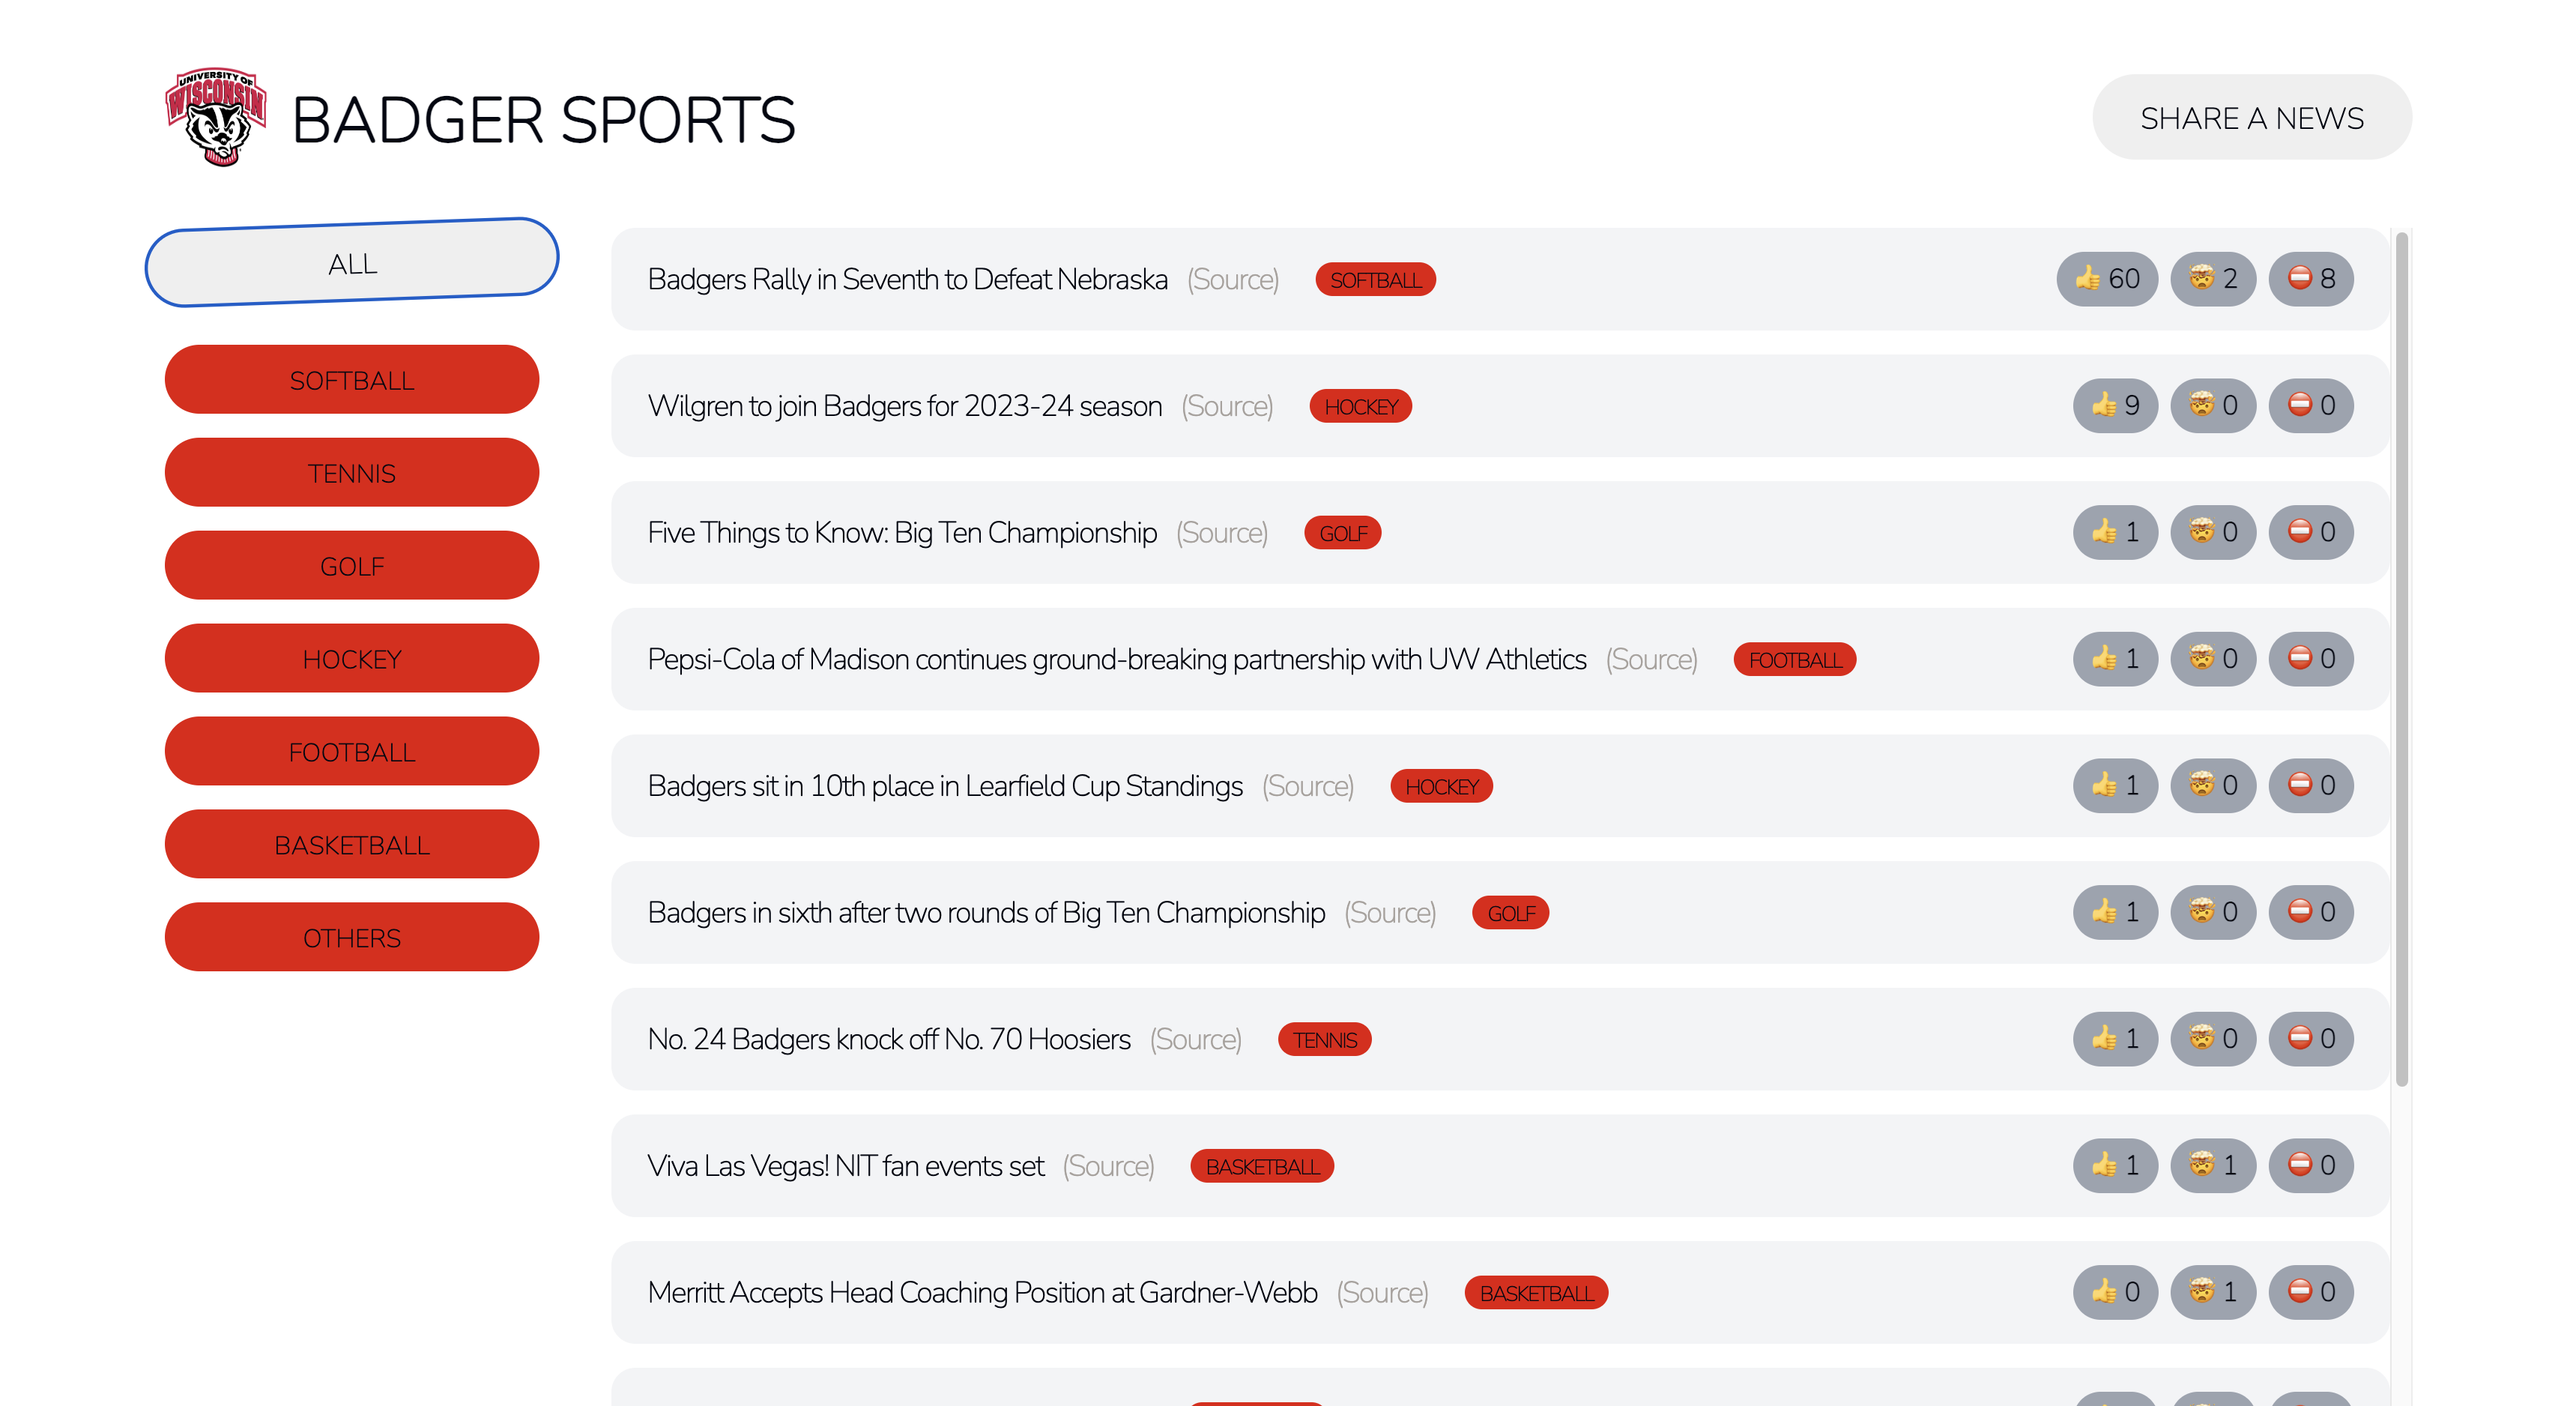 UNIVERSITY OF
WISCONSIN
BADGER SPORTS
SHARE A NEWS
ALL
SOFTBALL
TENNIS
GOLF
HOCKEY
FOOTBALL
BASKETBALL
OTHERS
Badgers Rally in Seventh to Defeat Nebraska (Source) SOFTBALL 👍 60 🤯 2 ⛔ 8
Wilgren to join Badgers for 2023-24 season (Source) HOCKEY 👍 9 🤯 0 ⛔ 0
Five Things to Know: Big Ten Championship (Source) GOLF 👍 1 🤯 0 ⛔ 0
Pepsi-Cola of Madison continues ground-breaking partnership with UW Athletics (Source) FOOTBALL 👍 1 🤯 0 ⛔ 0
Badgers sit in 10th place in Learfield Cup Standings (Source) HOCKEY 👍 1 🤯 0 ⛔ 0
Badgers in sixth after two rounds of Big Ten Championship (Source) GOLF 👍 1 🤯 0 ⛔ 0
No. 24 Badgers knock off No. 70 Hoosiers (Source) TENNIS 👍 1 🤯 0 ⛔ 0
Viva Las Vegas! NIT fan events set (Source) BASKETBALL 👍 1 🤯 1 ⛔ 0
Merritt Accepts Head Coaching Position at Gardner-Webb (Source) BASKETBALL 👍 0 🤯 1 ⛔ 0